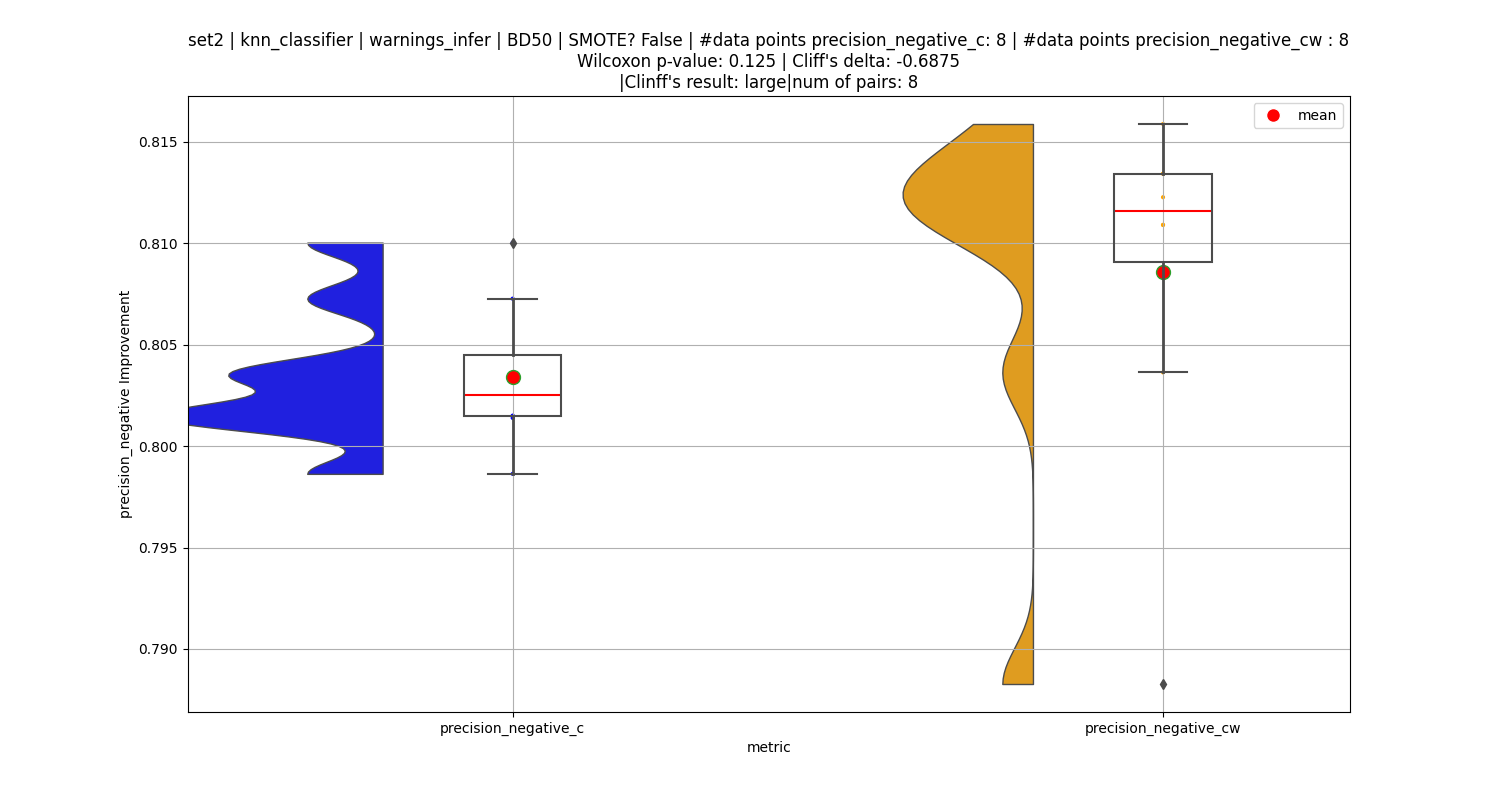 set2 | knn_classifier | warnings_infer | BD50 | SMOTE? False | #data points precision_negative_c: 8 | #data points precision_negative_cw : 8
Wilcoxon p-value: 0.125 | Cliff's delta: -0.6875
|Clinff's result: large|num of pairs: 8
mean
0.815
0.810
0.805
0.800
0.795
0.790
precision_negative Improvement
precision_negative_c
precision_negative_cw
metric